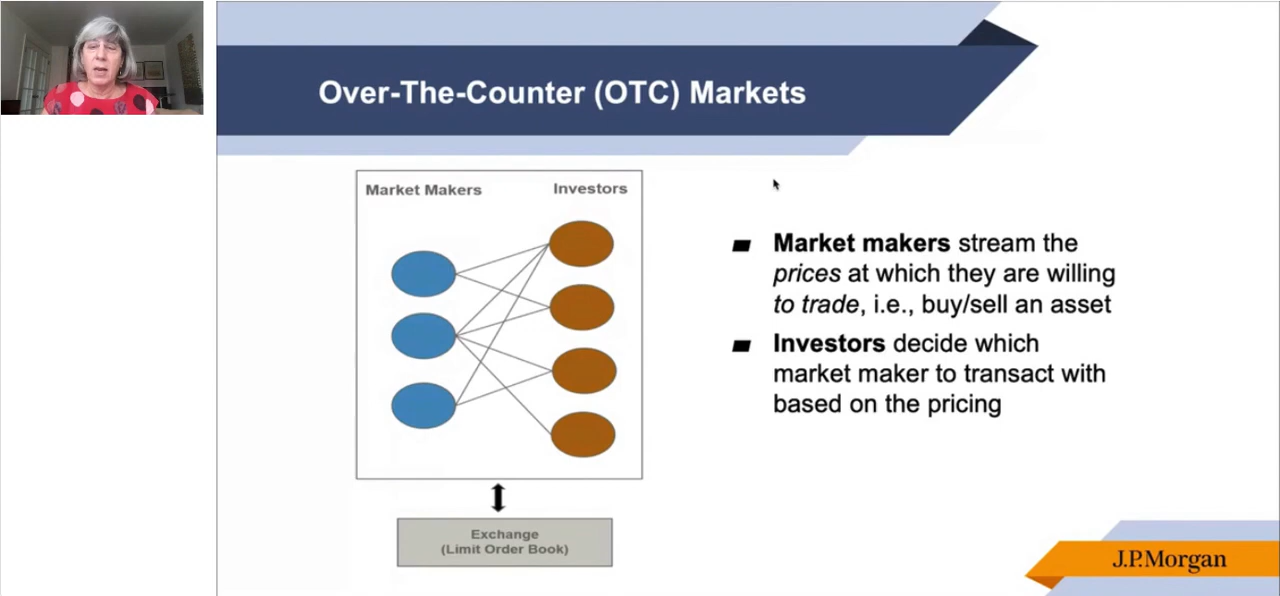 Over-The-Counter (OTC) Markets
Market Makers
Investors
Exchange
(Limit Order Book)
Market makers stream the
prices at which they are willing
to trade, i.e., buy/sell an asset
Investors decide which
market maker to transact with
based on the pricing
J.P.Morgan